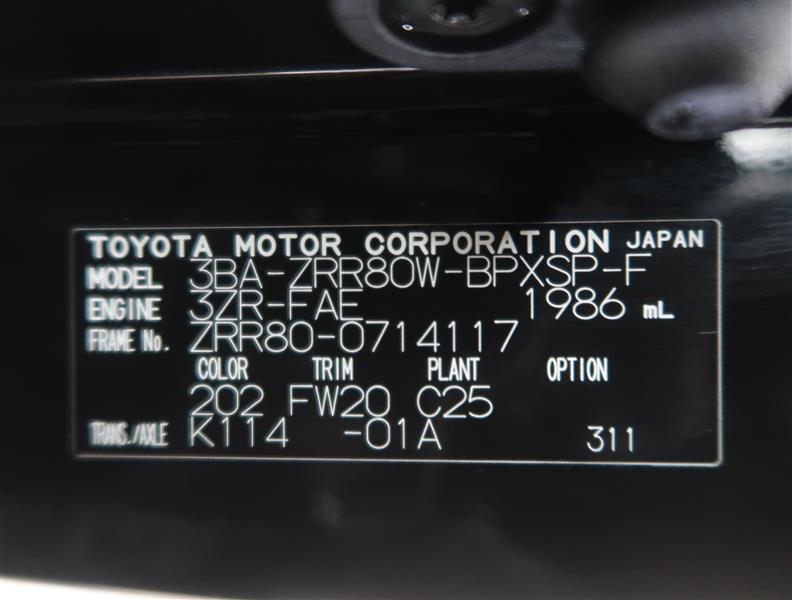 TOYOTA MOTOR CORPORATION JAPAN
MODEL 3BA-ZRR80W-BPXSP-F
ENGINE 3ZR-FAE 1986 mL
FRAME No. ZRR80-0714117
COLOR TRIM PLANT OPTION
202 FW20 C25
TRANS./AXLE K114 -01A 311